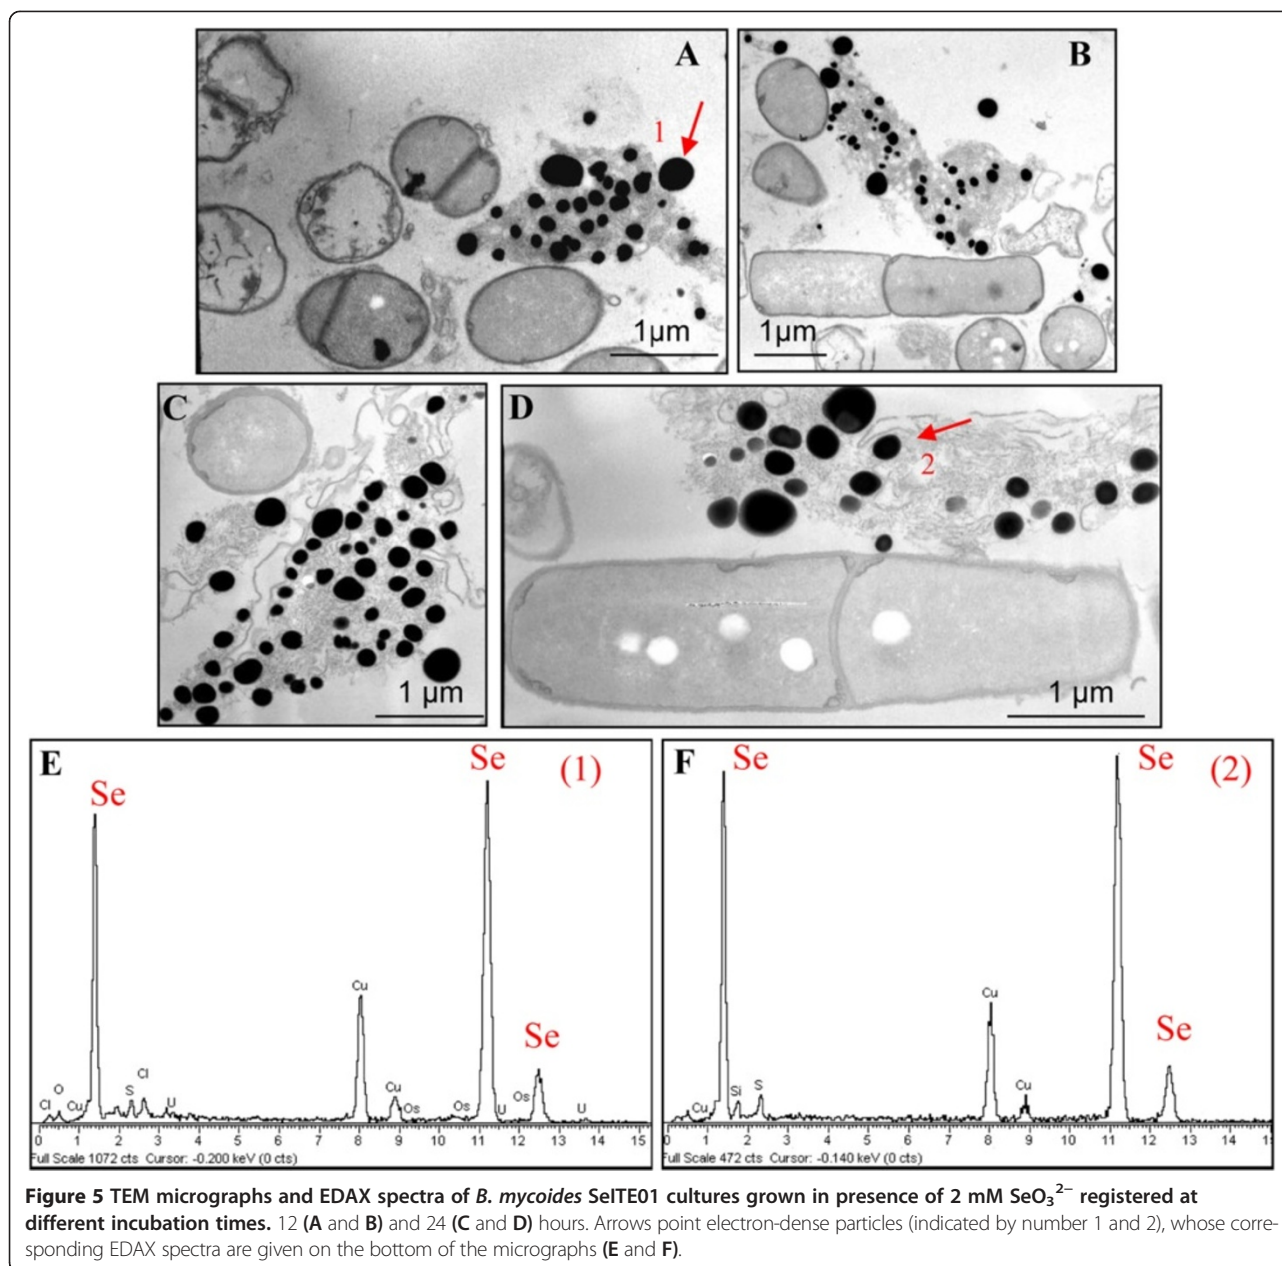 A
1
1µm
B
1µm
C
1 µm
D
2
1 µm
E
Se
Se
(1)
Cu
Se
Cl
O
Cu
S
Cl
U
Cu
Os
Os
U
Os
U
0 1 2 3 4 5 6 7 8 9 10 11 12 13 14 15
Full Scale 1072 cts Cursor: -0.200 keV (0 cts)
F
Se
Se
(2)
Cu
Se
Cu
Si
S
Cu
0 1 2 3 4 5 6 7 8 9 10 11 12 13 14
Full Scale 472 cts Cursor: -0.140 keV (0 cts)
Figure 5 TEM micrographs and EDAX spectra of B. mycoides SelTE01 cultures grown in presence of 2 mM SeO₃²⁻ registered at
different incubation times. 12 (A and B) and 24 (C and D) hours. Arrows point electron-dense particles (indicated by number 1 and 2), whose corre-
sponding EDAX spectra are given on the bottom of the micrographs (E and F).